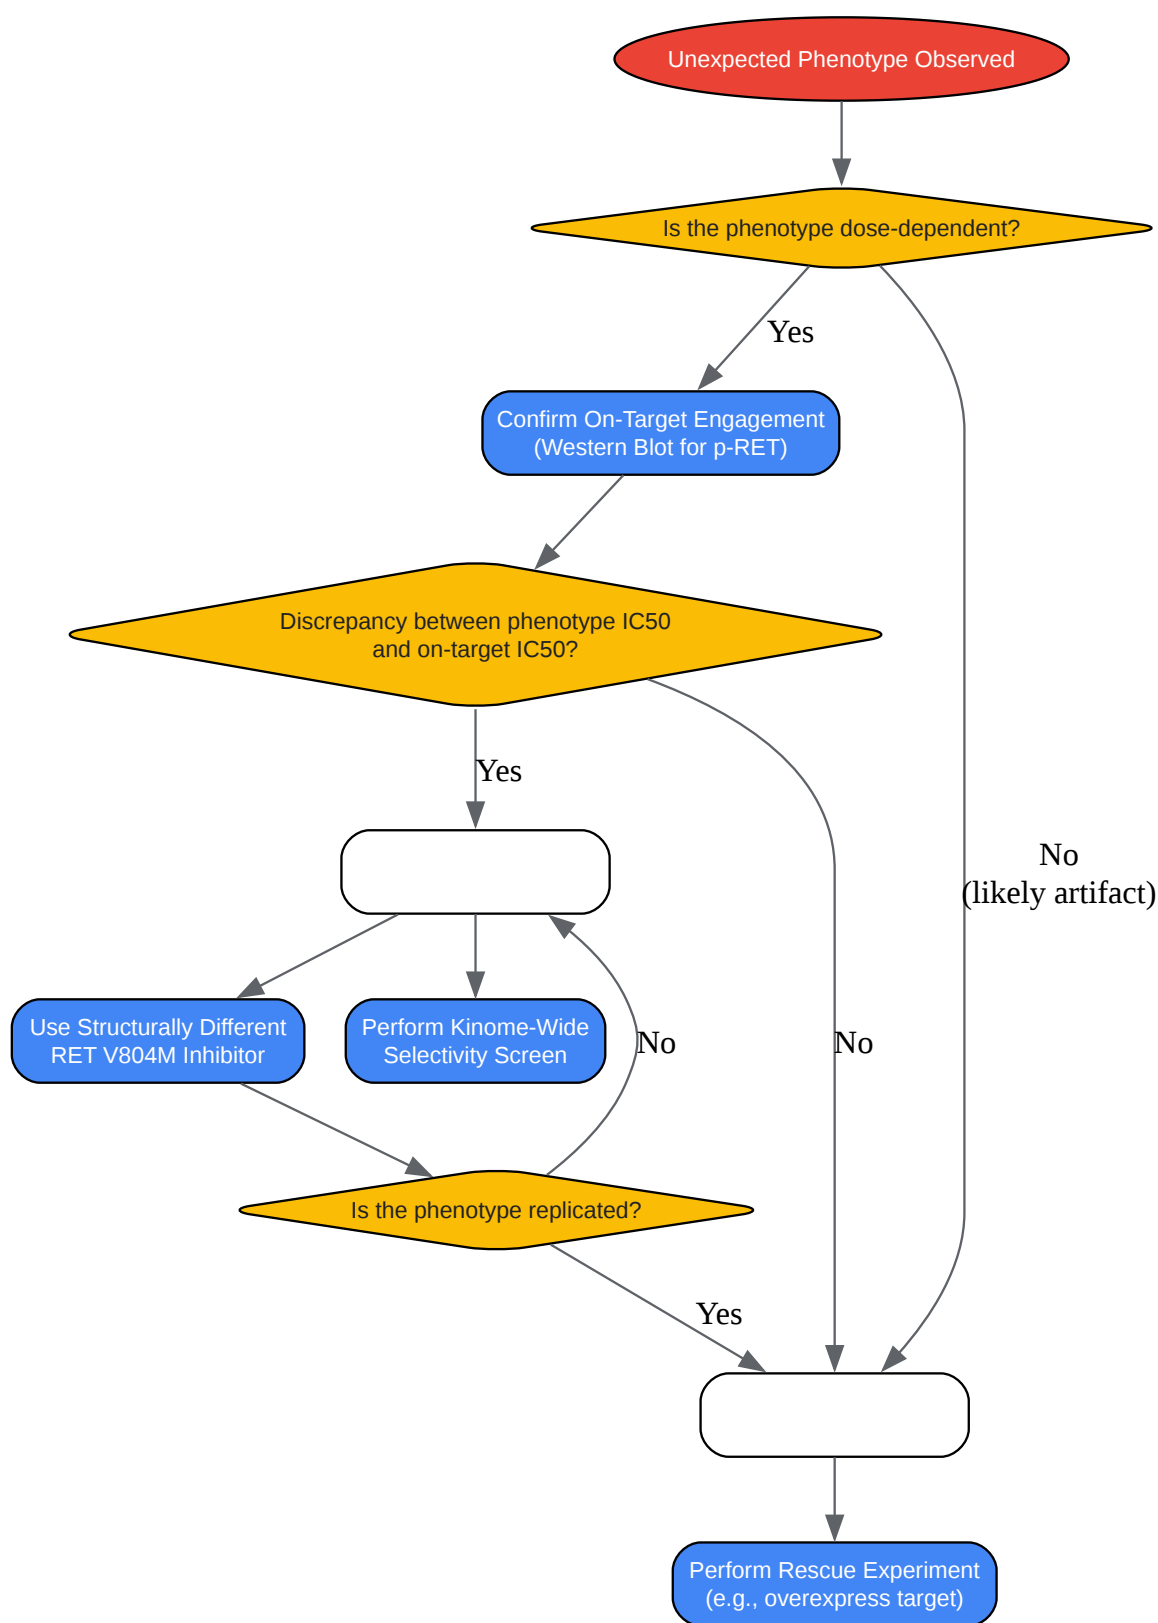 Unexpected Phenotype Observed
Is the phenotype dose-dependent?
Yes
Confirm On-Target Engagement
(Western Blot for p-RET)
Discrepancy between phenotype IC50
and on-target IC50?
Yes
No
(likely artifact)
Use Structurally Different
RET V804M Inhibitor
Perform Kinome-Wide
Selectivity Screen
No
No
Is the phenotype replicated?
Yes
Perform Rescue Experiment
(e.g., overexpress target)